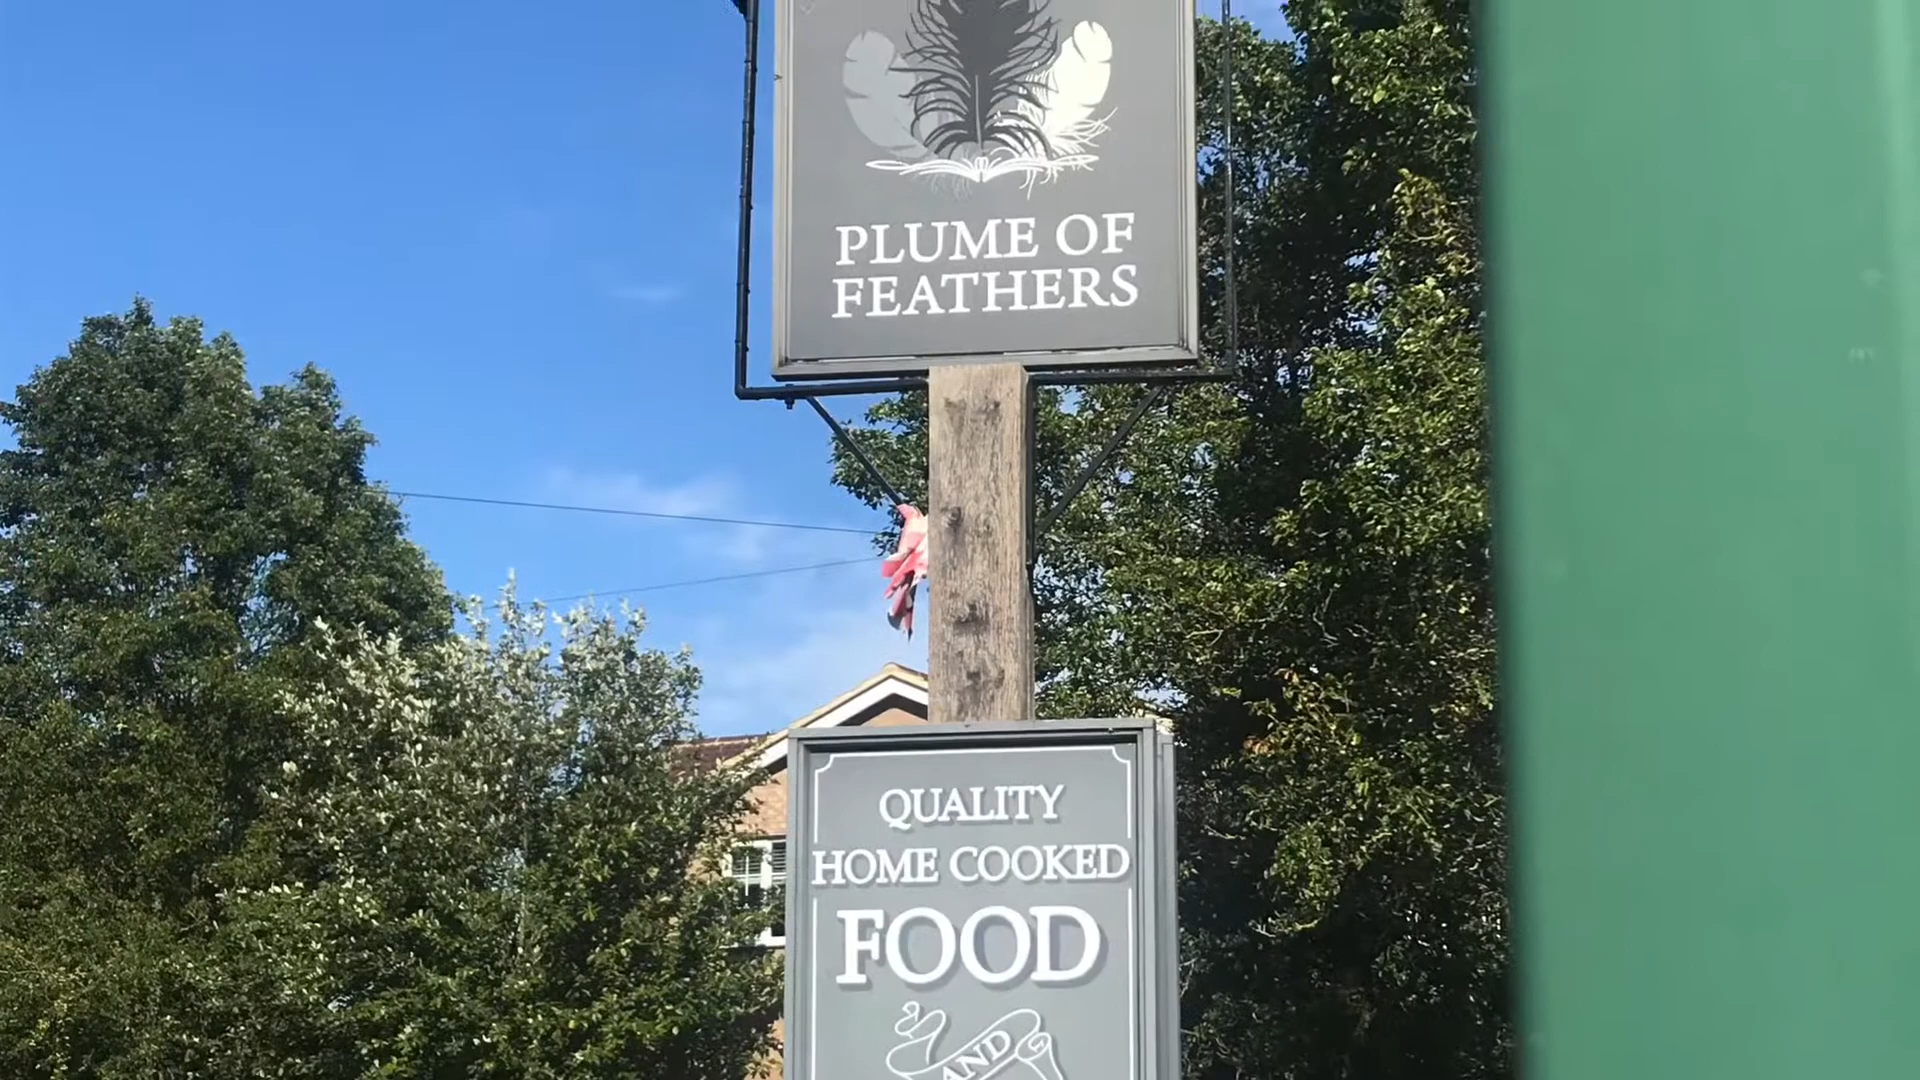 PLUME OF
FEATHERS
QUALITY
HOME COOKED
FOOD
AND